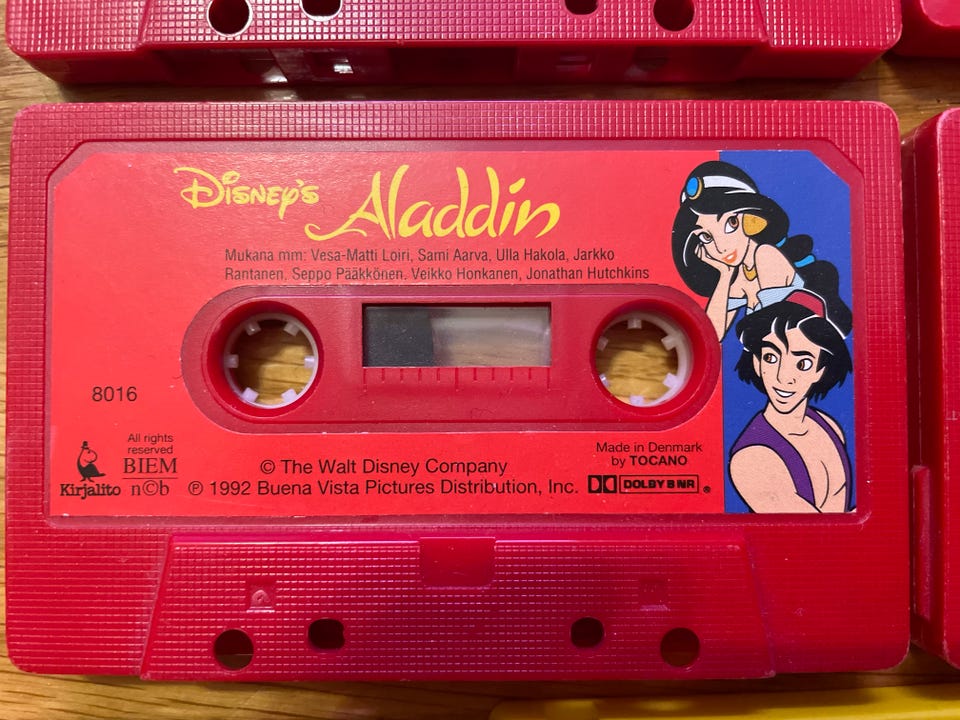 Disney's Aladdin
Mukana mm: Vesa-Matti Loiri, Sami Aarva, Ulla Hakola, Jarkko
Rantanen, Seppo Pääkkönen, Veikko Honkanen, Jonathan Hutchkins
8016
All rights
reserved
BIEM
n©b
Kirjalito
© The Walt Disney Company
℗ 1992 Buena Vista Pictures Distribution, Inc.
Made in Denmark
by TOCANO
DOLBY B NR